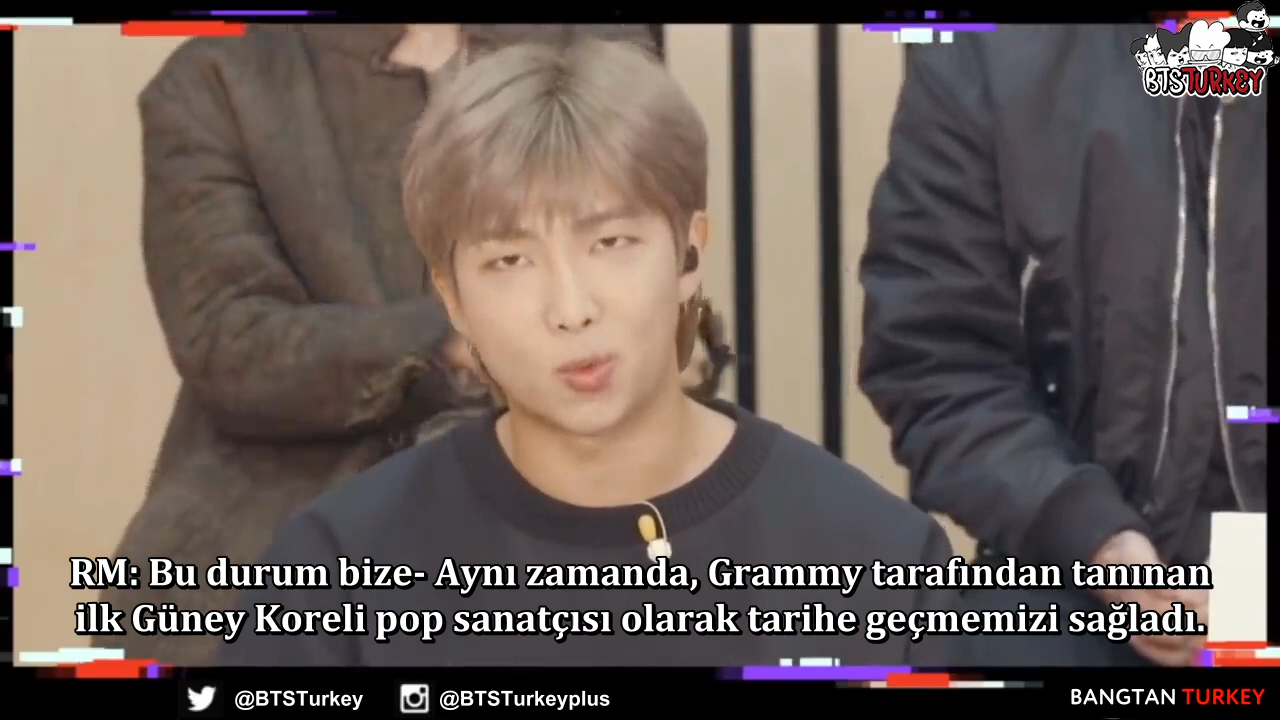 BTSTURKEY
RM: Bu durum bize- Aynı zamanda, Grammy tarafından tanınan
ilk Güney Koreli pop sanatçısı olarak tarihe geçmemizi sağladı.
@BTSTurkey
@BTSTurkeyplus
BANGTAN TURKEY